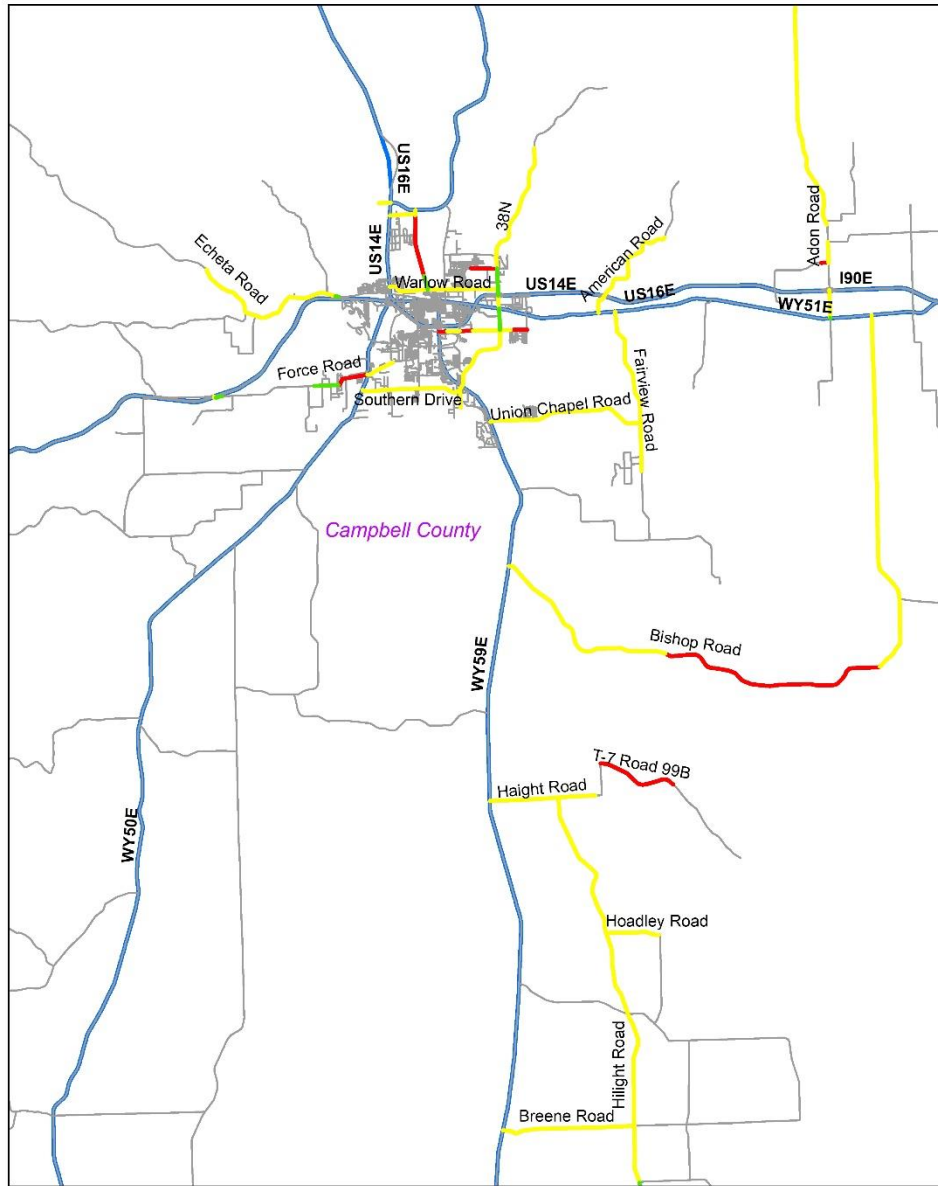 US16E
38N
US14E
Adon Road
Echeta Road
American Road
Warlow Road
US14E
US16E
I90E
WY51E
Force Road
Southern Drive
Union Chapel Road
Fairview Road
Campbell County
WY59E
Bishop Road
T-7 Road 99B
Haight Road
WY50E
Hoadley Road
Hilight Road
Breene Road